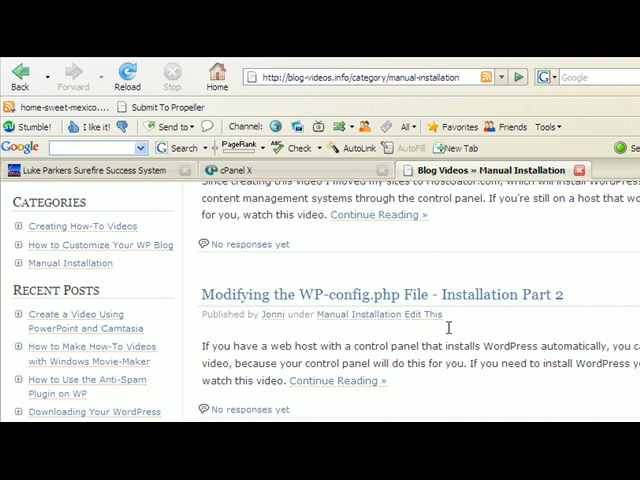 Back Forward Reload Stop Home http://blog-videos.info/category/manual-installation Google
home-sweet-mexico.... Submit To Propeller
Stumble! I like it! Send to Channel: All Favorites Friends Tools
Google Search PageRank Check AutoLink AutoFill New Tab Se
Luke Parkers Surefire Success System cPanel X Blog Videos » Manual Installation
CATEGORIES
Creating How-To Videos
How to Customize Your WP Blog
Manual Installation
RECENT POSTS
Create a Video Using
PowerPoint and Camtasia
How to Make How-To Videos
with Windows Movie-Maker
How to Use the Anti-Spam
Plugin on WP
Downloading Your WordPress
since creating this video I moved my sites to HostGator.com, which will install WordPress
content management systems through the control panel. If you're still on a host that wo
for you, watch this video. Continue Reading »
No responses yet
Modifying the WP-config.php File - Installation Part 2
Published by Jonni under Manual Installation Edit This
If you have a web host with a control panel that installs WordPress automatically, you ca
video, because your control panel will do this for you. If you need to install WordPress yo
watch this video. Continue Reading »
No responses yet